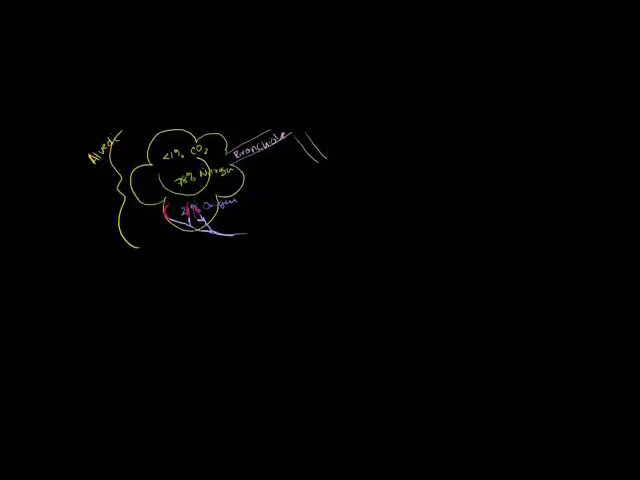 Alveoli
<1% CO2
Bronchiole
78% Nitrogen
21% Oxygen